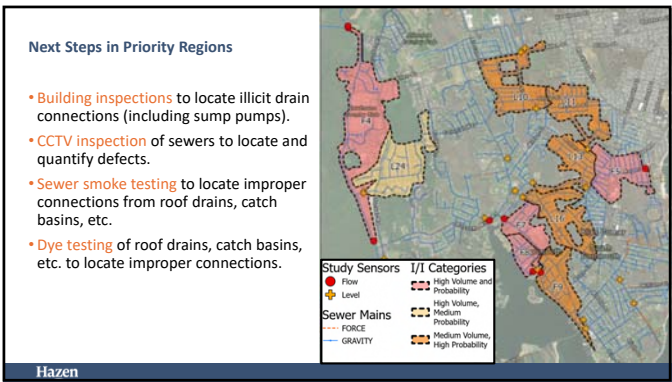 Next Steps in Priority Regions
• Building inspections to locate illicit drain
connections (including sump pumps).
• CCTV inspection of sewers to locate and
quantify defects.
• Sewer smoke testing to locate improper
connections from roof drains, catch
basins, etc.
• Dye testing of roof drains, catch basins,
etc. to locate improper connections.
F4
L24
Study Sensors
Flow
Level
Sewer Mains
FORCE
GRAVITY
I/I Categories
High Volume and
Probability
High Volume,
Medium
Probability
Medium Volume,
High Probability
F9
Hazen